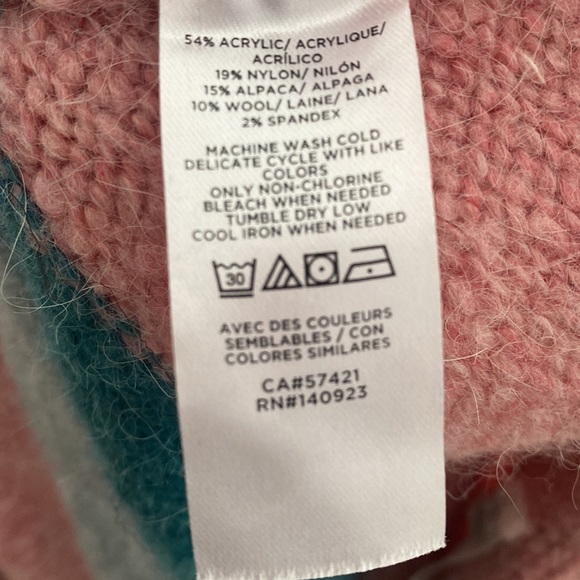 54% ACRYLIC/ ACRYLIQUE/
ACRÍLICO
19% NYLON/ NILÓN
15% ALPACA/ ALPAGA
10% WOOL/ LAINE/ LANA
2% SPANDEX
MACHINE WASH COLD
DELICATE CYCLE WITH LIKE
COLORS
ONLY NON-CHLORINE
BLEACH WHEN NEEDED
TUMBLE DRY LOW
COOL IRON WHEN NEEDED
30
AVEC DES COULEURS
SEMBLABLES / CON
COLORES SIMILARES
CA#57421
RN#140923